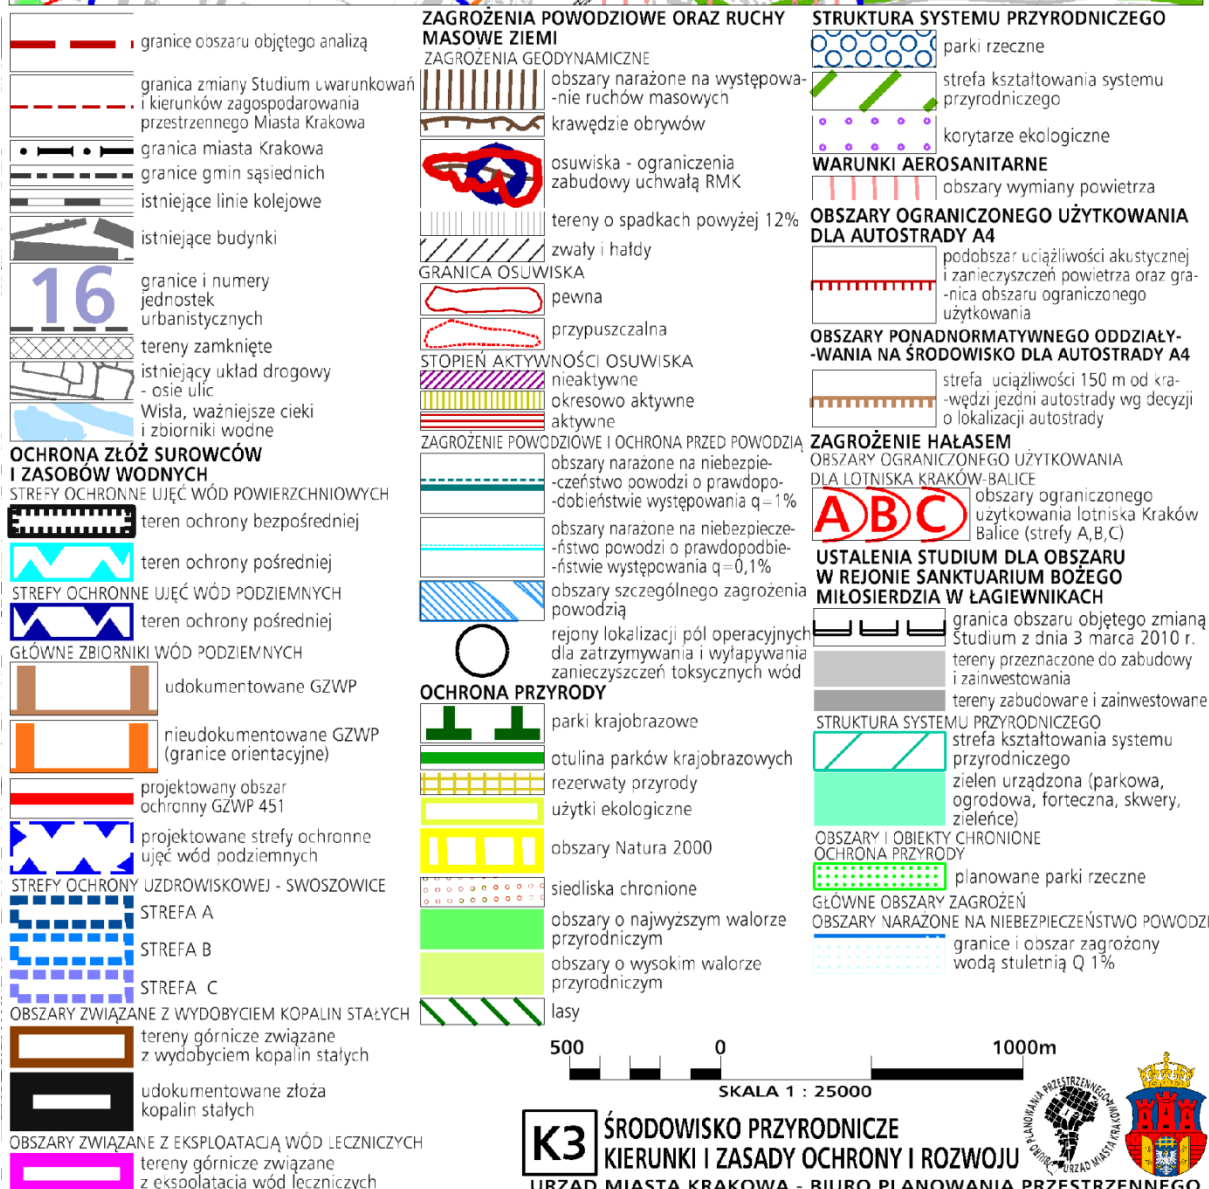 granice obszaru objętego analizą
granica zmiany Studium uwarunkowań
i kierunków zagospodarowania
przestrzennego Miasta Krakowa
granica miasta Krakowa
granice gmin sąsiednich
istniejące linie kolejowe
istniejące budynki
16
granice i numery
jednostek
urbanistycznych
tereny zamknięte
istniejący układ drogowy
- osie ulic
Wisła, ważniejsze cieki
i zbiorniki wodne
OCHRONA ZŁÓŻ SUROWCÓW
I ZASOBÓW WODNYCH
STREFY OCHRONNE UJĘĆ WÓD POWIERZCHNIOWYCH
teren ochrony bezpośredniej
teren ochrony pośredniej
STREFY OCHRONNE UJĘĆ WÓD PODZIEMNYCH
teren ochrony pośredniej
GŁÓWNE ZBIORNIKI WÓD PODZIEMNYCH
udokumentowane GZWP
nieudokumentowane GZWP
(granice orientacyjne)
projektowany obszar
ochronny GZWP 451
projektowane strefy ochronne
ujęć wód podziemnych
STREFY OCHRONY UZDROWISKOWEJ - SWOSZOWICE
STREFA A
STREFA B
STREFA C
OBSZARY ZWIĄZANE Z WYDOBYCIEM KOPALIN STAŁYCH
tereny górnicze związane
z wydobyciem kopalin stałych
udokumentowane złoża
kopalin stałych
OBSZARY ZWIĄZANE Z EKSPLOATACJĄ WÓD LECZNICZYCH
tereny górnicze związane
z ekspolatacją wód leczniczych
ZAGROŻENIA POWODZIOWE ORAZ RUCHY
MASOWE ZIEMI
ZAGROŻENIA GEODYNAMICZNE
obszary narażone na występowa-
-nie ruchów masowych
krawędzie obrywów
osuwiska - ograniczenia
zabudowy uchwałą RMK
tereny o spadkach powyżej 12%
zwały i hałdy
GRANICA OSUWISKA
pewna
przypuszczalna
STOPIEŃ AKTYWNOŚCI OSUWISKA
nieaktywne
okresowo aktywne
aktywne
ZAGROŻENIE POWODZIOWE I OCHRONA PRZED POWODZIĄ
obszary narażone na niebezpie-
-czeństwo powodzi o prawdopo-
-dobieństwie występowania q=1%
obszary narażone na niebezpiecze-
-ństwo powodzi o prawdopodbie-
-ństwie występowania q=0,1%
obszary szczególnego zagrożenia
powodzią
rejony lokalizacji pól operacyjnych
dla zatrzymywania i wyłapywania
zanieczyszczeń toksycznych wód
OCHRONA PRZYRODY
parki krajobrazowe
otulina parków krajobrazowych
rezerwaty przyrody
użytki ekologiczne
obszary Natura 2000
siedliska chronione
obszary o najwyższym walorze
przyrodniczym
obszary o wysokim walorze
przyrodniczym
lasy
STRUKTURA SYSTEMU PRZYRODNICZEGO
parki rzeczne
strefa kształtowania systemu
przyrodniczego
korytarze ekologiczne
WARUNKI AEROSANITARNE
obszary wymiany powietrza
OBSZARY OGRANICZONEGO UŻYTKOWANIA
DLA AUTOSTRADY A4
podobszar uciążliwości akustycznej
i zanieczyszczeń powietrza oraz gra-
-nica obszaru ograniczonego
użytkowania
OBSZARY PONADNORMATYWNEGO ODDZIAŁY-
-WANIA NA ŚRODOWISKO DLA AUTOSTRADY A4
strefa uciążliwości 150 m od kra-
-wędzi jezdni autostrady wg decyzji
o lokalizacji autostrady
ZAGROŻENIE HAŁASEM
OBSZARY OGRANICZONEGO UŻYTKOWANIA
DLA LOTNISKA KRAKÓW-BALICE
ABC
obszary ograniczonego
użytkowania lotniska Kraków
Balice (strefy A,B,C)
USTALENIA STUDIUM DLA OBSZARU
W REJONIE SANKTUARIUM BOŻEGO
MIŁOSIERDZIA W ŁAGIEWNIKACH
granica obszaru objętego zmianą
Studium z dnia 3 marca 2010 r.
tereny przeznaczone do zabudowy
i zainwestowania
tereny zabudowane i zainwestowane
STRUKTURA SYSTEMU PRZYRODNICZEGO
strefa kształtowania systemu
przyrodniczego
zielen urządzona (parkowa,
ogrodowa, forteczna, skwery,
zieleńce)
OBSZARY I OBIEKTY CHRONIONE
OCHRONA PRZYRODY
planowane parki rzeczne
GŁÓWNE OBSZARY ZAGROŻEŃ
OBSZARY NARAŻONE NA NIEBEZPIECZEŃSTWO POWODZI
granice i obszar zagrożony
wodą stuletnią Q 1%
500 0 1000m
SKALA 1 : 25000
K3
ŚRODOWISKO PRZYRODNICZE
KIERUNKI I ZASADY OCHRONY I ROZWOJU
BIURO PLANOWANIA PRZESTRZENNEGO
URZĄD MIASTA KRAKOWA
URZĄD MIASTA KRAKOWA - BIURO PLANOWANIA PRZESTRZENNEGO